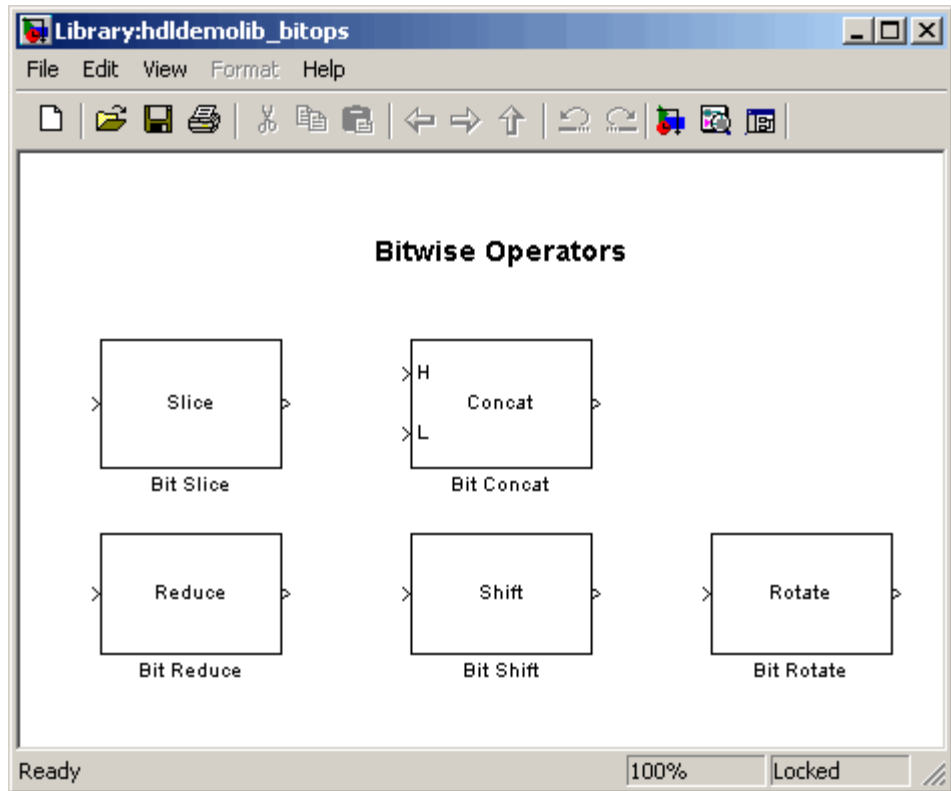 Library:hdldemolib_bitops
File Edit View Format Help
Bitwise Operators
Slice
Bit Slice
H
L
Concat
Bit Concat
Reduce
Bit Reduce
Shift
Bit Shift
Rotate
Bit Rotate
Ready 100% Locked